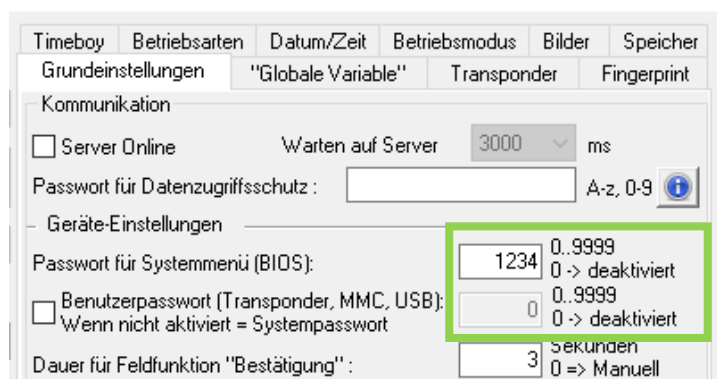 Timeboy Betriebsarten Datum/Zeit Betriebsmodus Bilder Speicher
Grundeinstellungen "Globale Variable" Transponder Fingerprint
Kommunikation
Server Online Warten auf Server 3000 ms
Passwort für Datenzugriffsschutz : A-z, 0-9
Geräte-Einstellungen
Passwort für Systemmenü (BIOS): 1234 0..9999
0 -> deaktiviert
Benutzerpasswort (Transponder, MMC, USB): 0 0..9999
Wenn nicht aktiviert = Systempasswort 0 -> deaktiviert
Dauer für Feldfunktion "Bestätigung" : 3 Sekunden
0 => Manuell